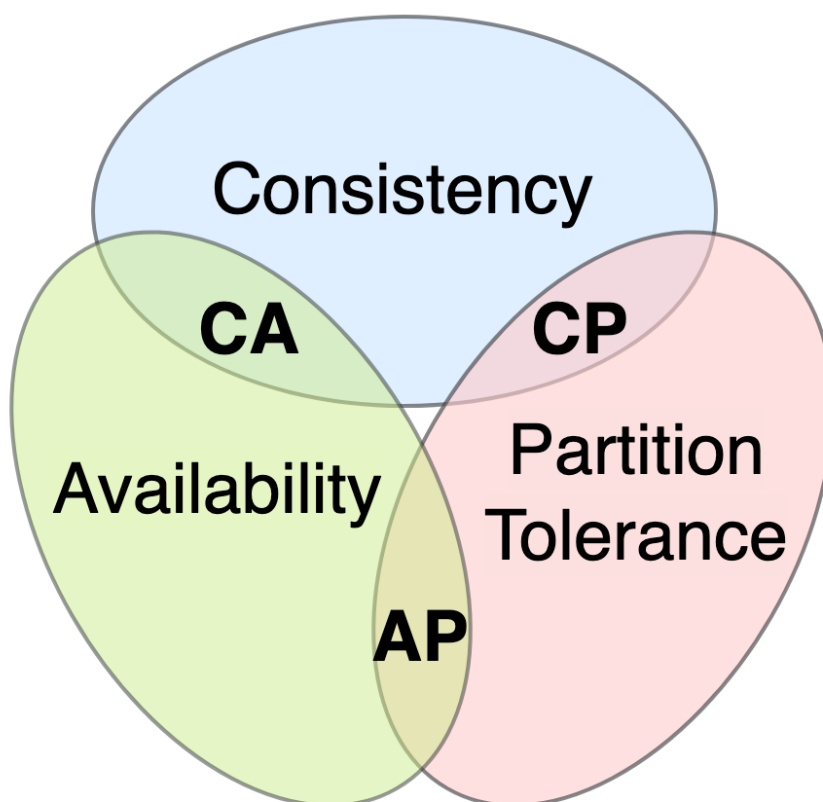 Consistency
CA
CP
Availability
Partition
Tolerance
AP